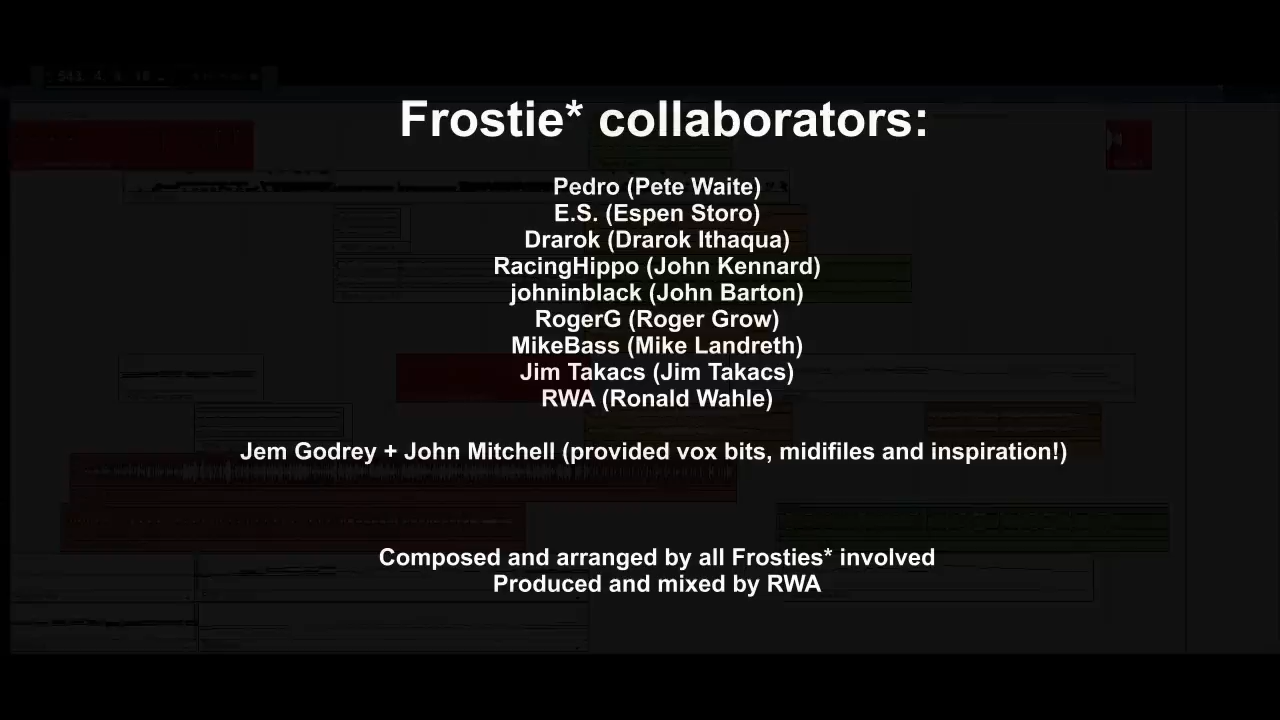 Frostie* collaborators:
Pedro (Pete Waite)
E.S. (Espen Storo)
Drarok (Drarok Ithaqua)
RacingHippo (John Kennard)
johninblack (John Barton)
RogerG (Roger Grow)
MikeBass (Mike Landreth)
Jim Takacs (Jim Takacs)
RWA (Ronald Wahle)
Jem Godrey + John Mitchell (provided vox bits, midifiles and inspiration!)
Composed and arranged by all Frosties* involved
Produced and mixed by RWA